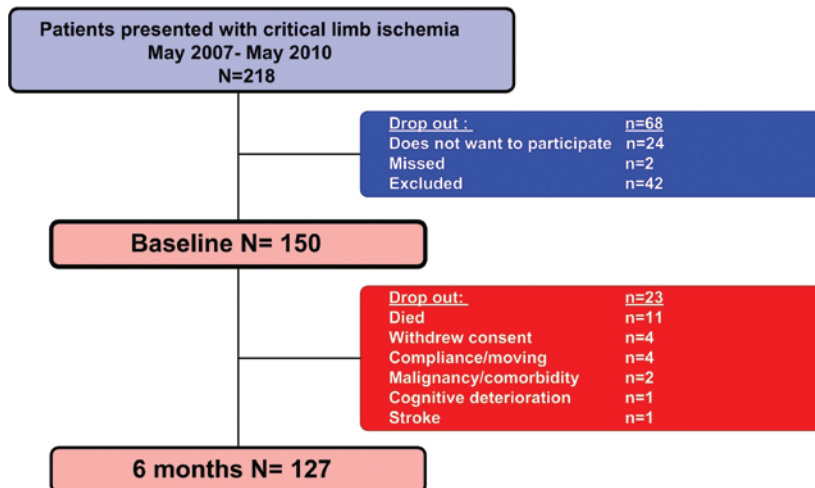 Patients presented with critical limb ischemia
May 2007- May 2010
N=218
Drop out : n=68
Does not want to participate n=24
Missed n=2
Excluded n=42
Baseline N= 150
Drop out: n=23
Died n=11
Withdrew consent n=4
Compliance/moving n=4
Malignancy/comorbidity n=2
Cognitive deterioration n=1
Stroke n=1
6 months N= 127